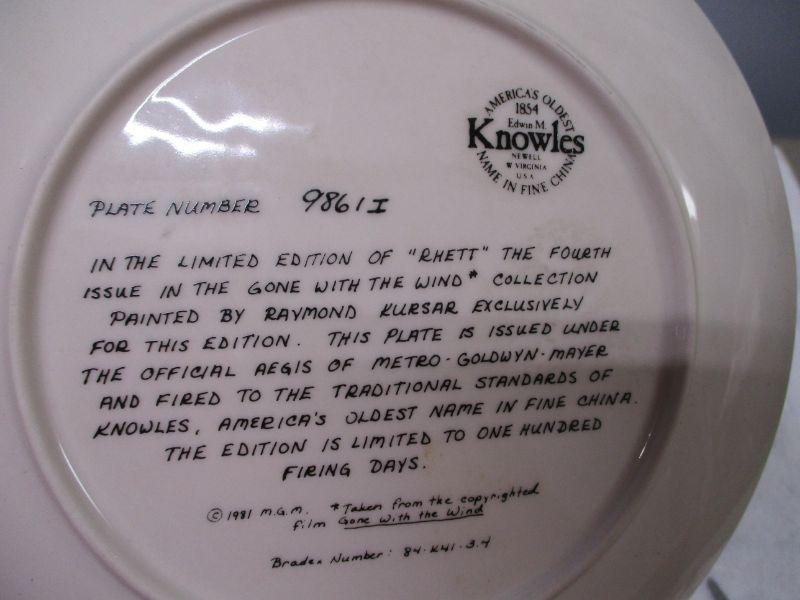 AMERICA'S OLDEST
1854
Edwin M.
Knowles
NEWELL
W VIRGINIA
USA
NAME IN FINE CHINA
PLATE NUMBER 9861I
IN THE LIMITED EDITION OF "RHETT" THE FOURTH
ISSUE IN THE GONE WITH THE WIND* COLLECTION
PAINTED BY RAYMOND KURSAR EXCLUSIVELY
FOR THIS EDITION. THIS PLATE IS ISSUED UNDER
THE OFFICIAL AEGIS OF METRO-GOLDWYN-MAYER
AND FIRED TO THE TRADITIONAL STANDARDS OF
KNOWLES, AMERICA'S OLDEST NAME IN FINE CHINA.
THE EDITION IS LIMITED TO ONE HUNDRED
FIRING DAYS.
© 1981 M.G.M. *Taken from the copyrighted
film Gone With the Wind
Bradex Number: 84-K41-3.4